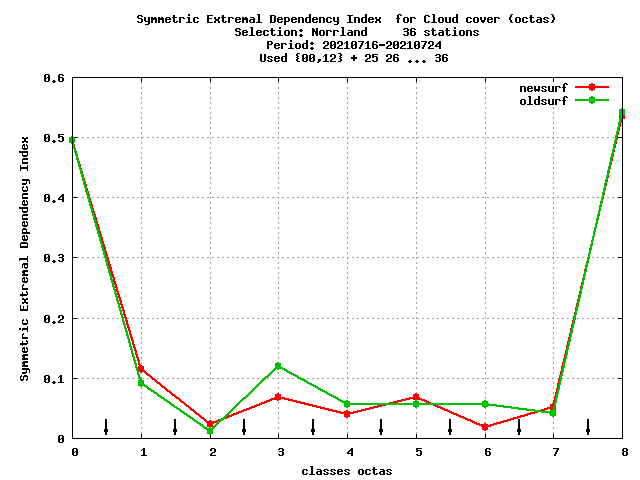 Symmetric Extremal Dependency Index  for Cloud cover (octas)
Selection: Norrland     36 stations
Period: 20210716-20210724
Used {00,12} + 25 26 ... 36
newsurf
oldsurf
Symmetric Extremal Dependency Index
0.6
0.5
0.4
0.3
0.2
0.1
0
0 1 2 3 4 5 6 7 8
classes octas